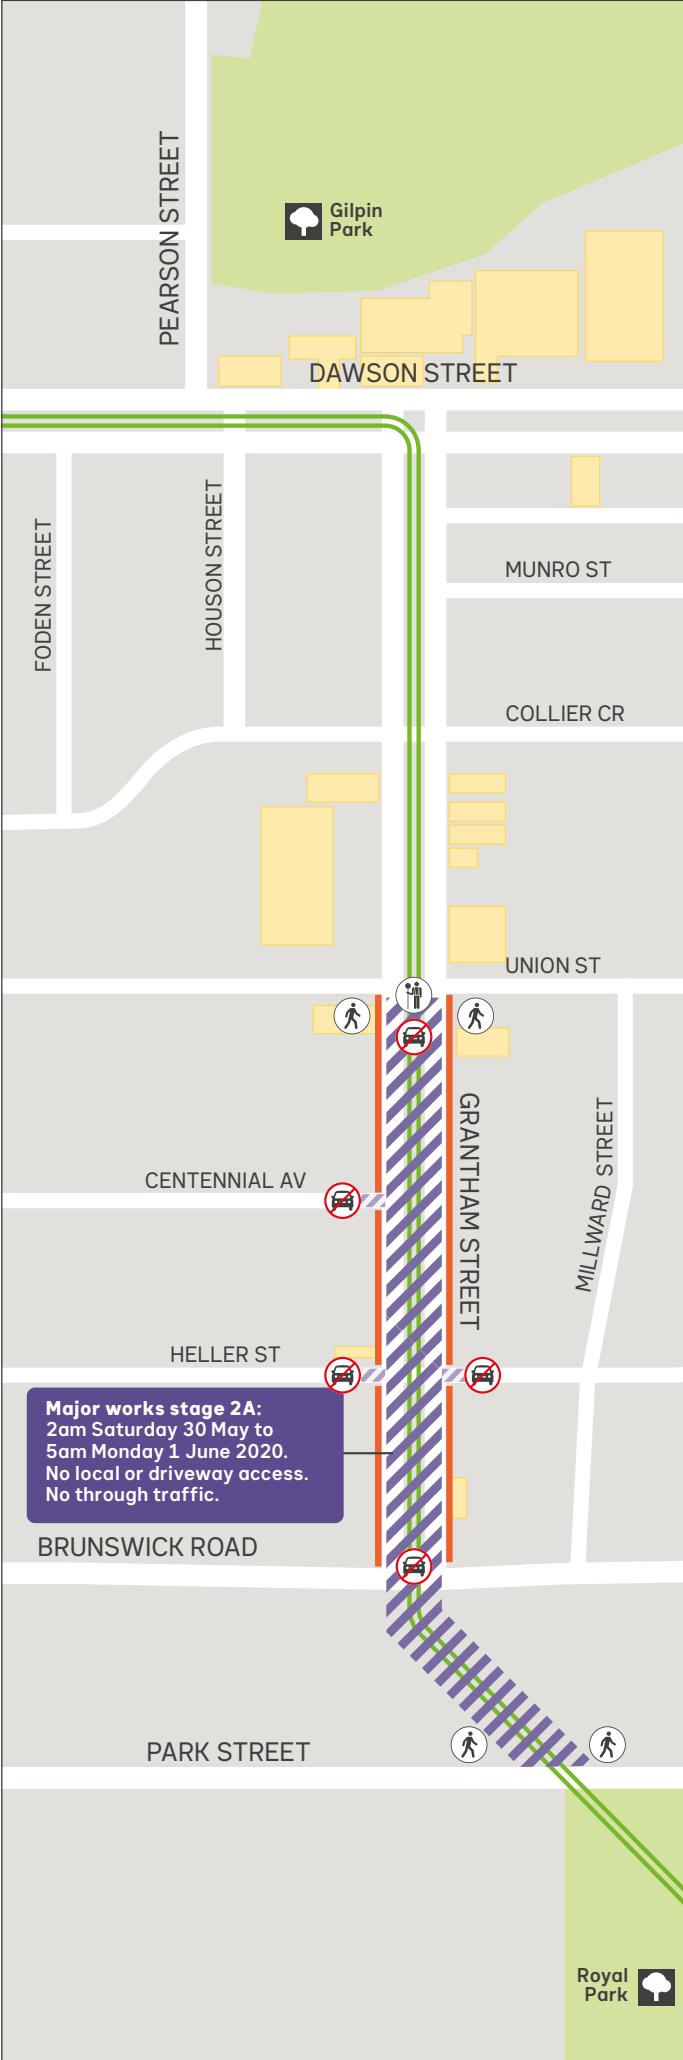 PEARSON STREET
Gilpin
Park
DAWSON STREET
FODEN STREET
HOUSON STREET
MUNRO ST
COLLIER CR
UNION ST
GRANTHAM STREET
MILLWARD STREET
CENTENNIAL AV
HELLER ST
Major works stage 2A:
2am Saturday 30 May to
5am Monday 1 June 2020.
No local or driveway access.
No through traffic.
BRUNSWICK ROAD
PARK STREET
Royal
Park